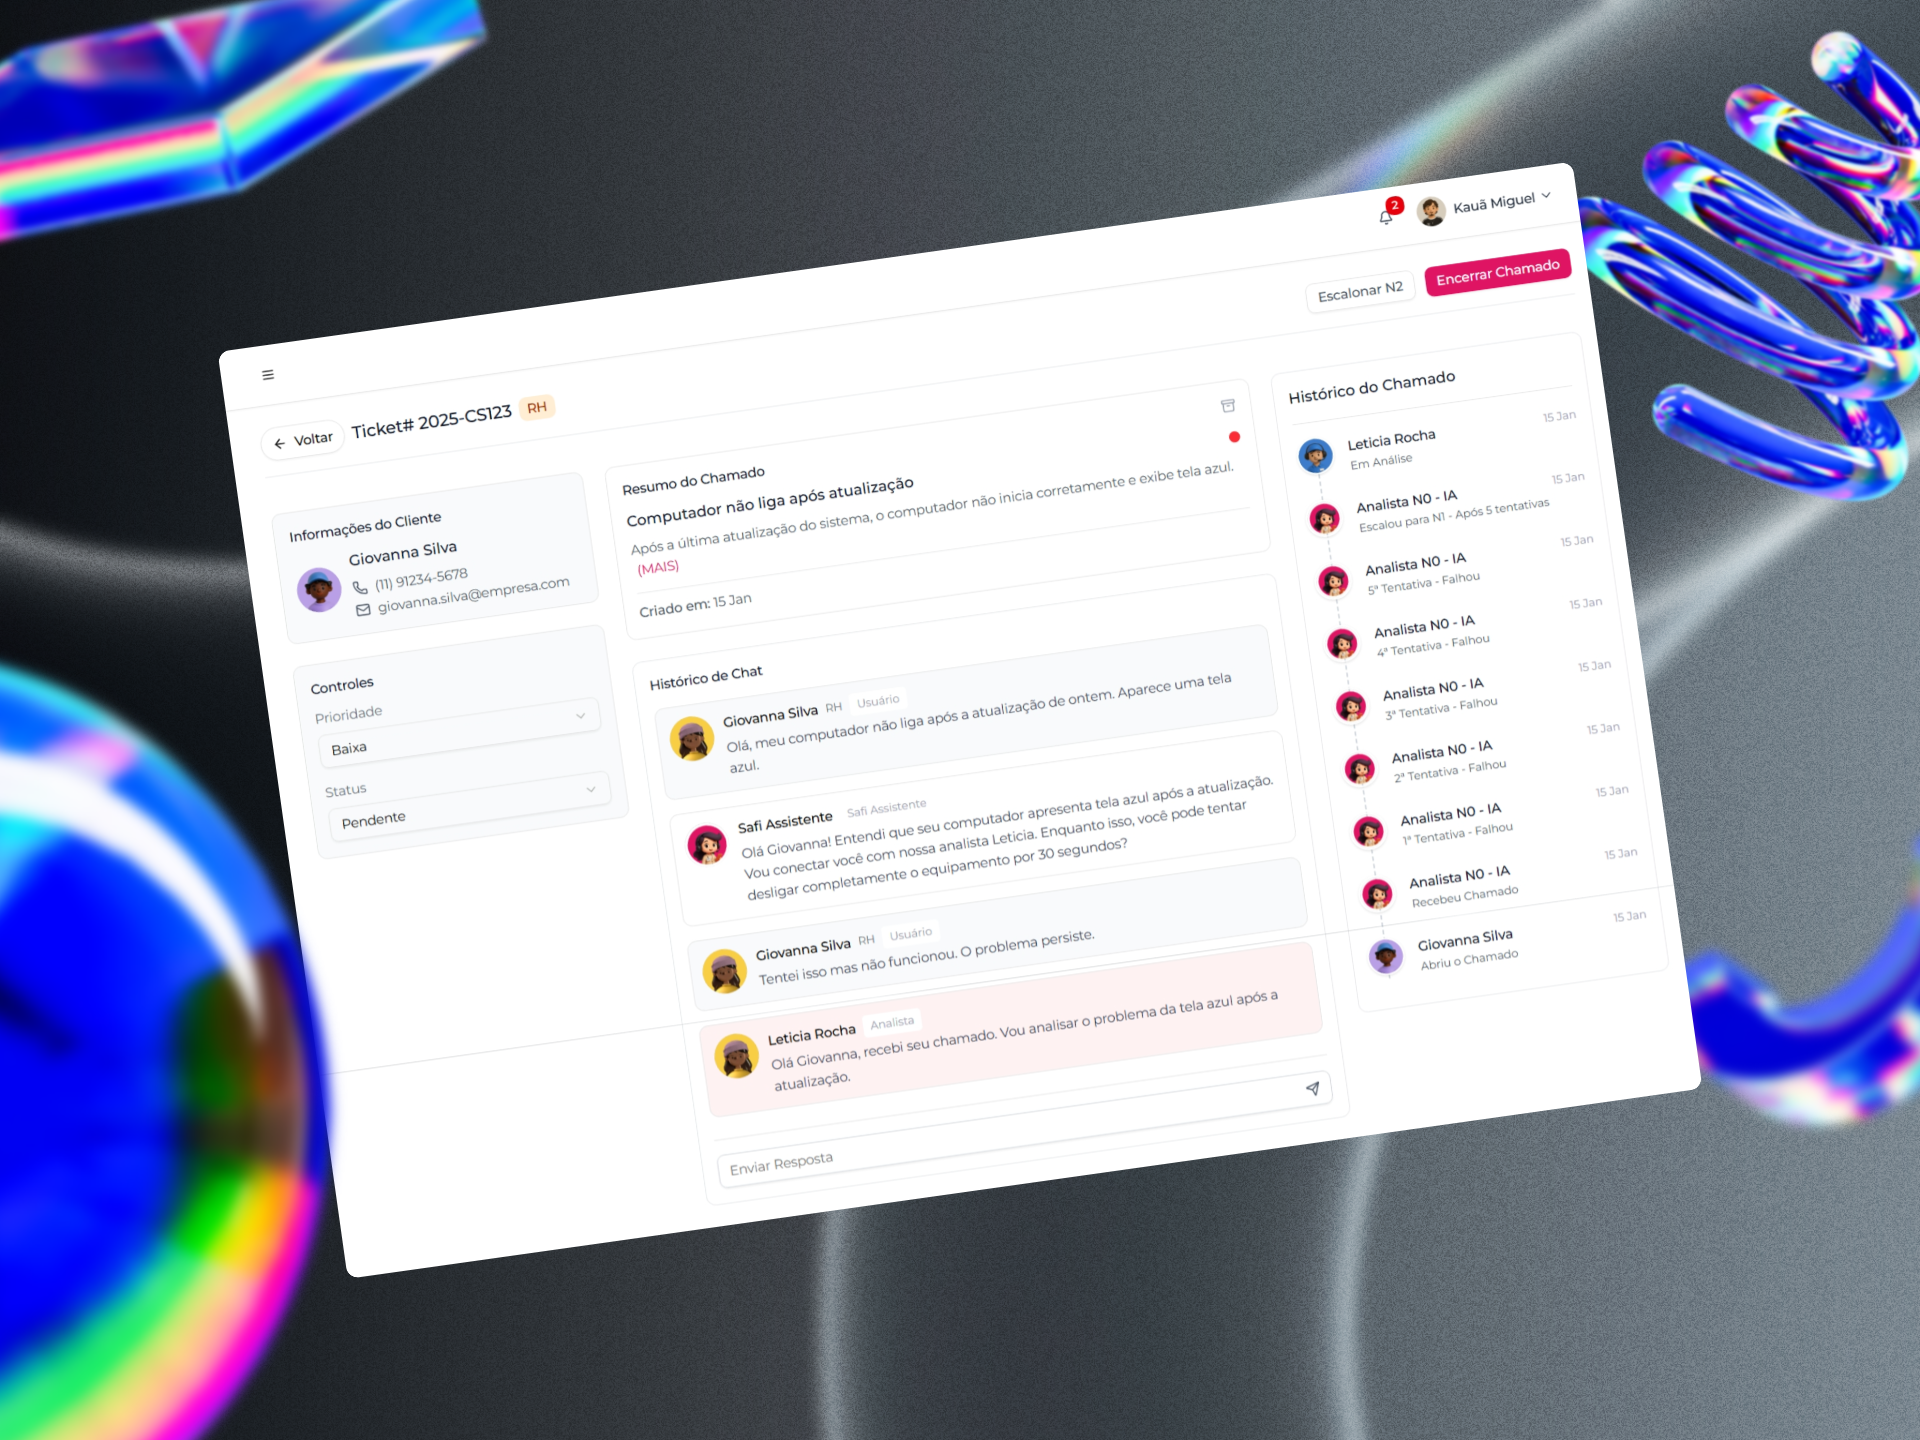 2
Kauã Miguel
Voltar
Ticket# 2025-CS123
RH
Escalonar N2
Encerrar Chamado
Informações do Cliente
Giovanna Silva
(11) 91234-5678
giovanna.silva@empresa.com
Controles
Prioridade
Baixa
Status
Pendente
Resumo do Chamado
Computador não liga após atualização
Após a última atualização do sistema, o computador não inicia corretamente e exibe tela azul.
(MAIS)
Criado em: 15 Jan
Histórico de Chat
Giovanna Silva RH Usuário
Olá, meu computador não liga após a atualização de ontem. Aparece uma tela
azul.
Safi Assistente Safi Assistente
Olá Giovanna! Entendi que seu computador apresenta tela azul após a atualização.
Vou conectar você com nossa analista Leticia. Enquanto isso, você pode tentar
desligar completamente o equipamento por 30 segundos?
Giovanna Silva RH Usuário
Tentei isso mas não funcionou. O problema persiste.
Leticia Rocha Analista
Olá Giovanna, recebi seu chamado. Vou analisar o problema da tela azul após a
atualização.
Enviar Resposta
Histórico do Chamado
Leticia Rocha 15 Jan
Em Análise
Analista N0 - IA 15 Jan
Escalou para N1 - Após 5 tentativas
Analista N0 - IA 15 Jan
5ª Tentativa - Falhou
Analista N0 - IA 15 Jan
4ª Tentativa - Falhou
Analista N0 - IA 15 Jan
3ª Tentativa - Falhou
Analista N0 - IA 15 Jan
2ª Tentativa - Falhou
Analista N0 - IA 15 Jan
1ª Tentativa - Falhou
Analista N0 - IA 15 Jan
Recebeu Chamado
Giovanna Silva 15 Jan
Abriu o Chamado